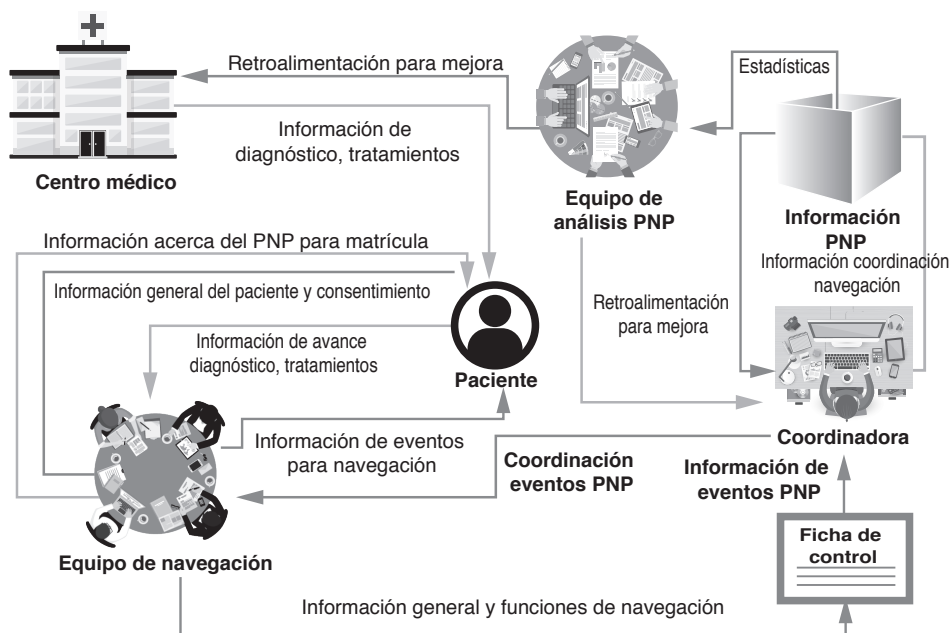 Retroalimentación para mejora
Estadísticas
Información de
diagnóstico, tratamientos
Centro médico
Equipo de
análisis PNP
Información
PNP
Información coordinación
navegación
Información acerca del PNP para matrícula
Información general del paciente y consentimiento
Retroalimentación
para mejora
Información de avance
diagnóstico, tratamientos
Paciente
Coordinadora
Información de eventos
para navegación
Coordinación
eventos PNP
Información de
eventos PNP
Ficha de
control
Equipo de navegación
Información general y funciones de navegación